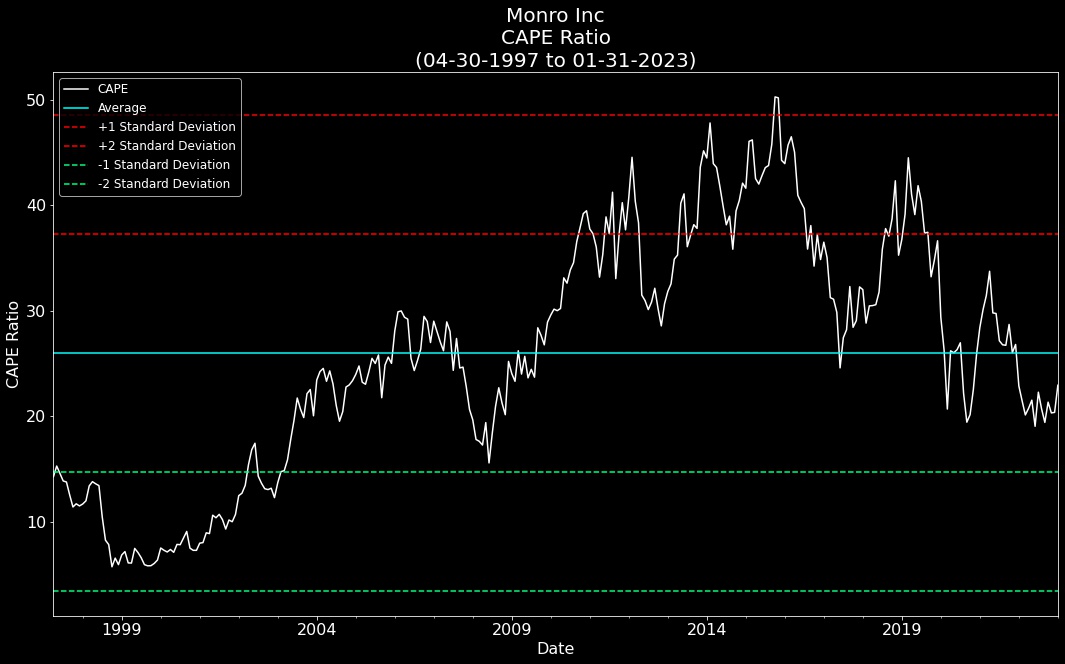 Monro Inc
CAPE Ratio
(04-30-1997 to 01-31-2023)
CAPE
Average
+1 Standard Deviation
+2 Standard Deviation
-1 Standard Deviation
-2 Standard Deviation
50
40
30
20
10
CAPE Ratio
1999 2004 2009 2014 2019
Date